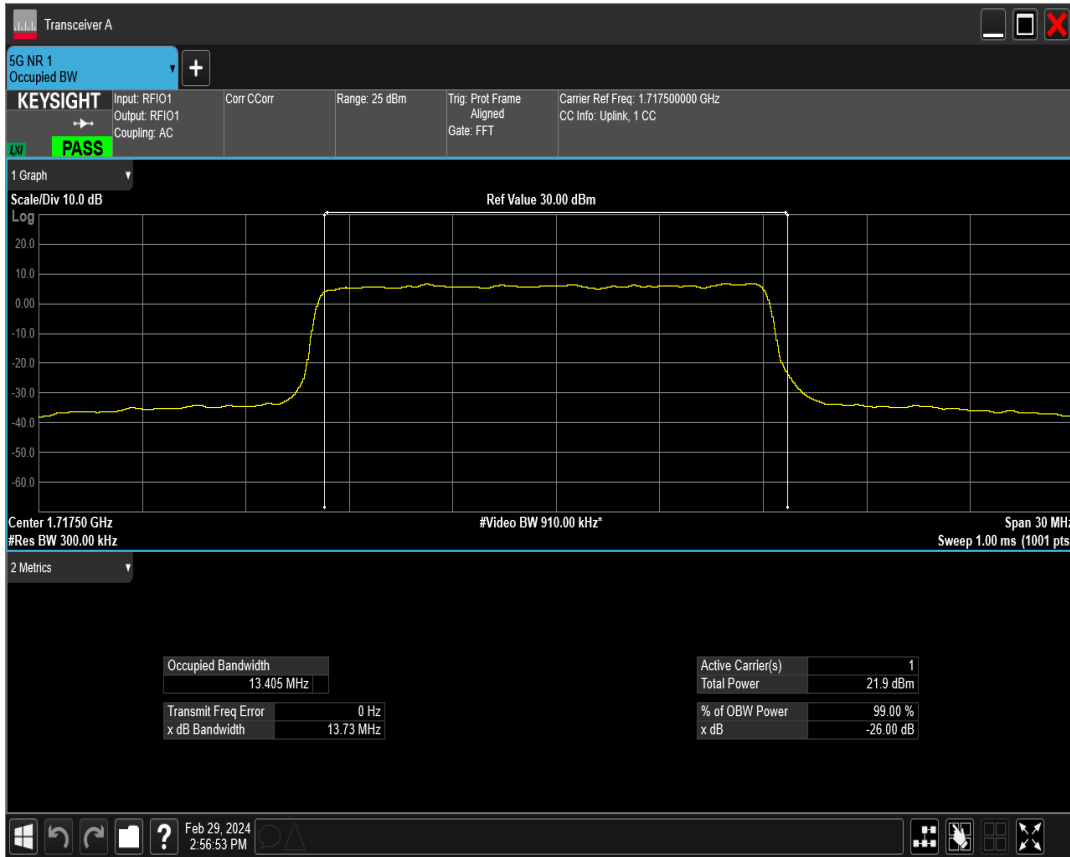 Transceiver A
5G NR 1
Occupied BW
+
KEYSIGHT
LXI
PASS
Input: RFIO1
Output: RFIO1
Coupling: AC
Corr CCorr
Range: 25 dBm
Trig: Prot Frame
Aligned
Gate: FFT
Carrier Ref Freq: 1.717500000 GHz
CC Info: Uplink, 1 CC
1 Graph
Scale/Div 10.0 dB
Ref Value 30.00 dBm
Log
20.0
10.0
0.00
-10.0
-20.0
-30.0
-40.0
-50.0
-60.0
Center 1.71750 GHz
#Video BW 910.00 kHz*
Span 30 MHz
#Res BW 300.00 kHz
Sweep 1.00 ms (1001 pts
2 Metrics
Occupied Bandwidth
13.405 MHz
Transmit Freq Error 0 Hz
x dB Bandwidth 13.73 MHz
Active Carrier(s) 1
Total Power 21.9 dBm
% of OBW Power 99.00 %
x dB -26.00 dB
?
Feb 29, 2024
2:56:53 PM